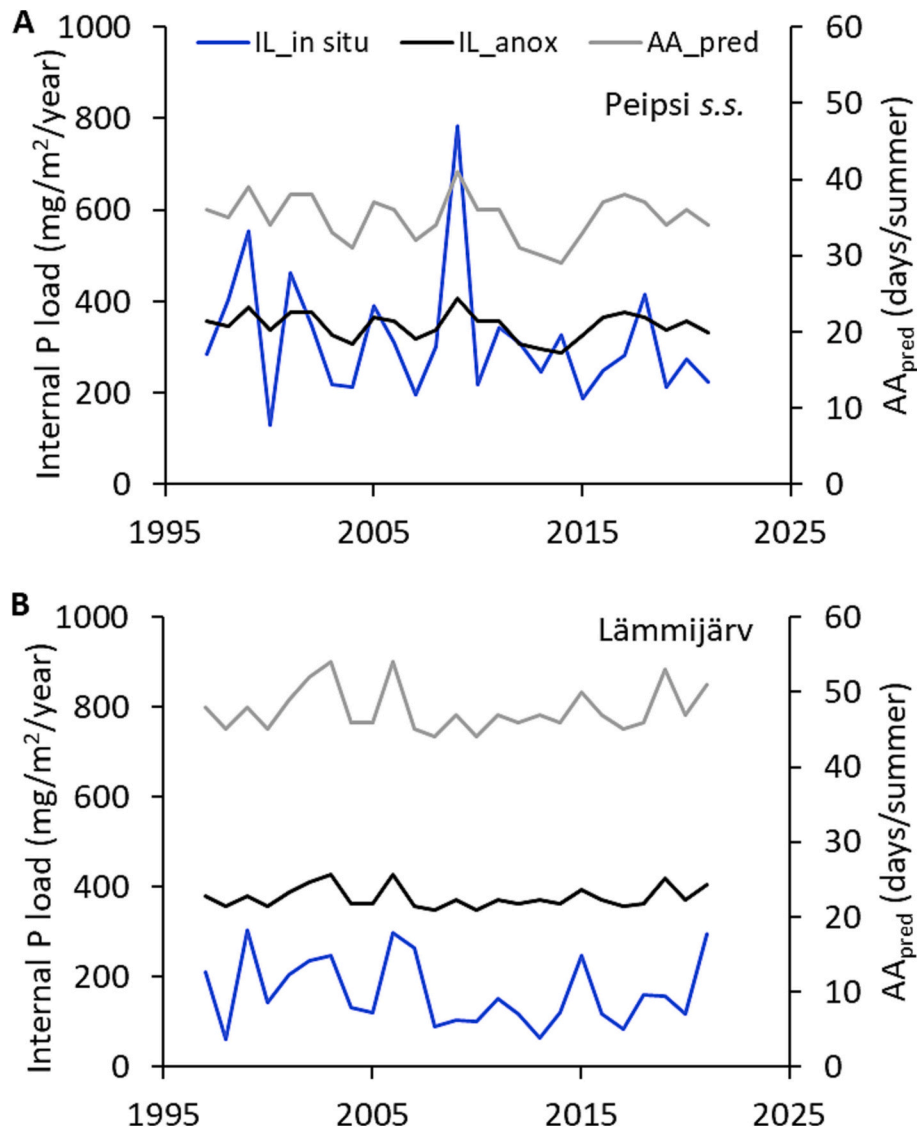 A
IL_in situ IL_anox AA_pred
Peipsi s.s.
Internal P load (mg/m²/year)
1000
800
600
400
200
0
60
50
40
30
20
10
0
AApred (days/summer)
1995 2005 2015 2025
B
Lämmijärv
Internal P load (mg/m²/year)
1000
800
600
400
200
0
60
50
40
30
20
10
0
AApred (days/summer)
1995 2005 2015 2025